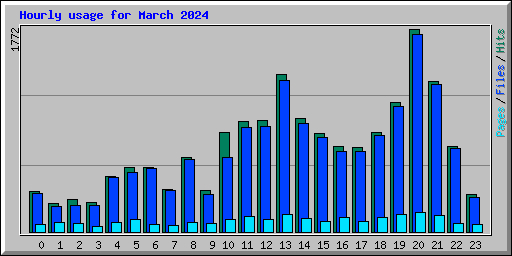 Hourly usage for March 2024
1772
Pages / Files / Hits
0 1 2 3 4 5 6 7 8 9 10 11 12 13 14 15 16 17 18 19 20 21 22 23